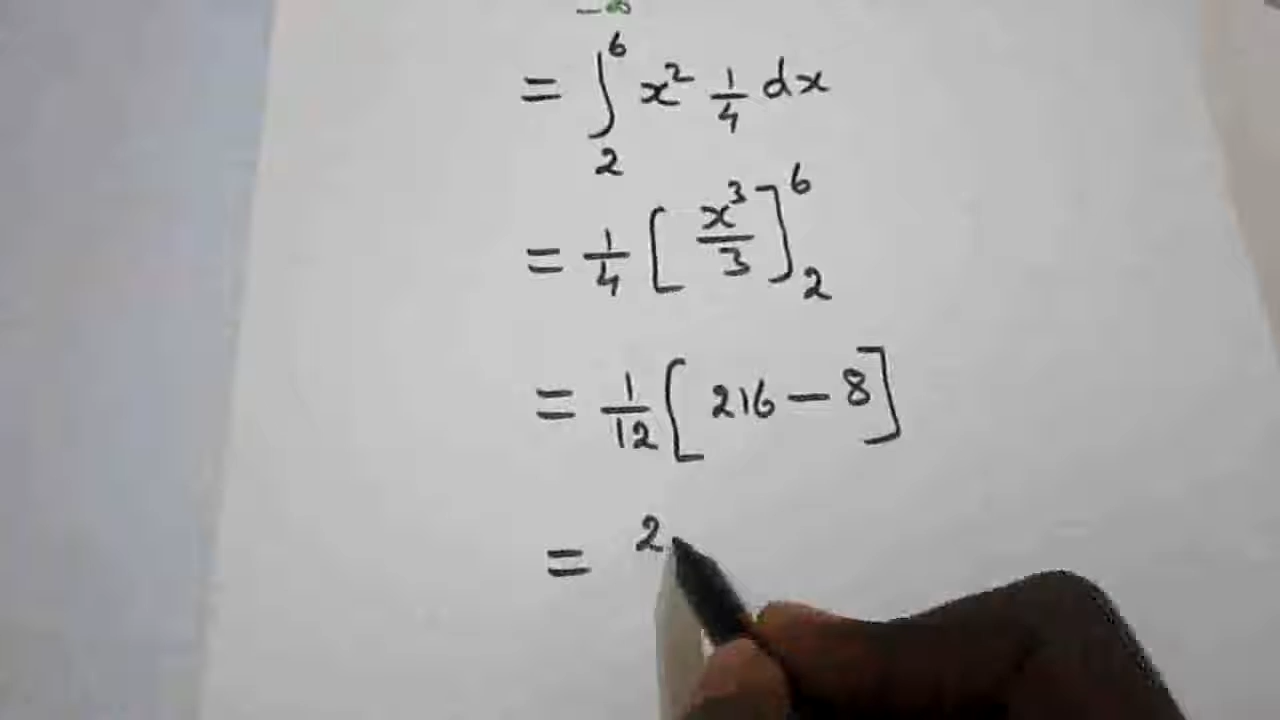 -∞
= ∫₂⁶ x² 1/4 dx
= 1/4 [x³/3]₂⁶
= 1/12 [216 - 8]
= 2